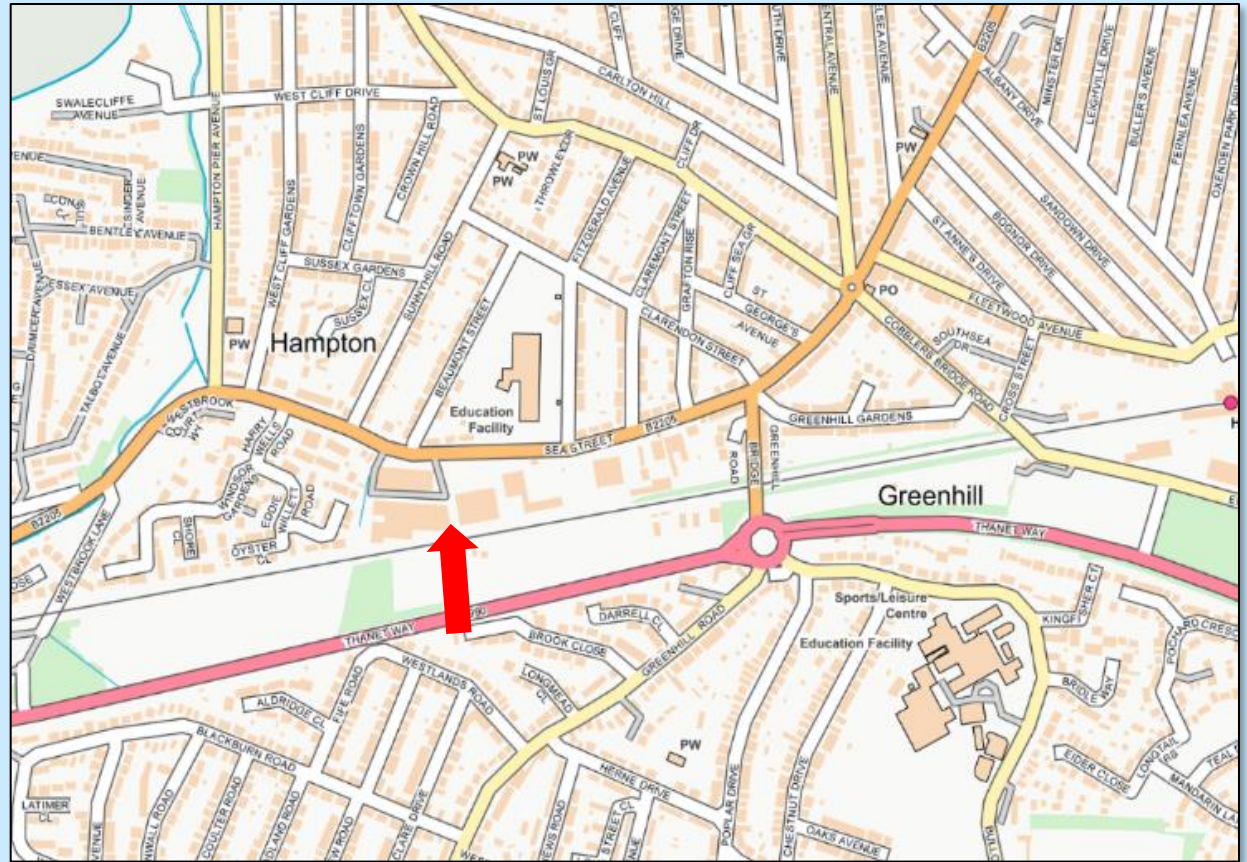 CARLTON HILL
ST LOUIS GR
B2205
ALBANY DRIVE
MINSTER DR
LEIGHVILLE DRIVE
BULLER'S AVENUE
FERNLEA AVENUE
SWALECLIFFE
AVENUE
WEST CLIFF DRIVE
HAMPTON PIER AVENUE
CROWN HILL ROAD
PW
PW
THROWLEY DR
CLIFF DR
PW
CLIFFTOWN GARDENS
FITZGERALD AVENUE
CLAREMONT STREET
GRAFTON RISE
CLIFF SEA GR
ST ANNE'S DRIVE
BOGNOR DRIVE
SANDOWN DRIVE
BENTLEY AVENUE
WEST CLIFF GARDENS
SUSSEX GARDENS
SUSSEX CL
SUNNYHILL ROAD
ST
GEORGE'S
AVENUE
PO
FLEETWOOD AVENUE
TALBOT AVENUE
PW
Hampton
BEAUMONT STREET
CLARENDON STREET
COBBLERS BRIDGE ROAD
SOUTHSEA
DR
CROSS STREET
Education
Facility
GREENHILL GARDENS
WESTBROOK
HARRY
WELLS
ROAD
SEA STREET
B2205
BRIDGE
ROAD
GREENHILL
WINDSOR
GARDENS
EDDIE
WILLETT
ROAD
SHORE
CL
OYSTER
CL
B2205
WESTBROOK LANE
Greenhill
THANET WAY
THANET WAY
DARRELL CL
BROOK CLOSE
GREENHILL ROAD
Sports/Leisure
Centre
Education Facility
LONGMEAD
CL
WESTLANDS ROAD
FIFE ROAD
ALDRIDGE CL
BLACKBURN ROAD
BRIDLE
WAY
PW
HERNE DRIVE
POPLAR DRIVE
CHESTNUT DRIVE
EIDER CLOSE
LATIMER
CL
COULTER ROAD
CLARE DRIVE
OAKS AVENUE